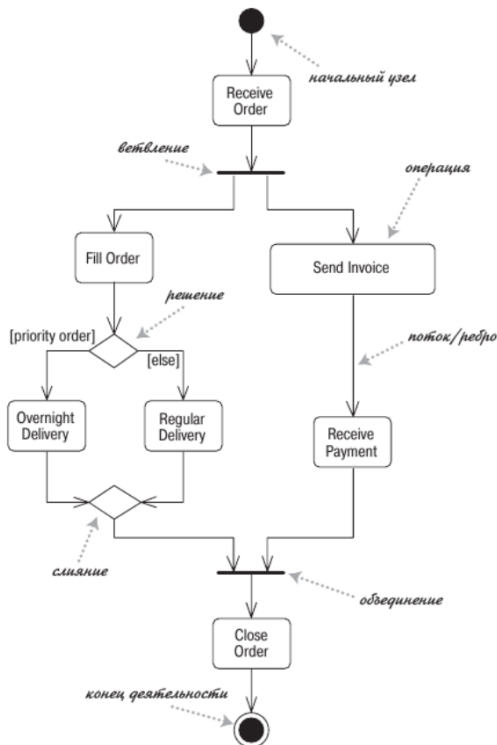 начальный узел
Receive
Order
ветвление
операция
Fill Order
Send Invoice
решение
[priority order]
[else]
поток/ребро
Overnight
Delivery
Regular
Delivery
Receive
Payment
слияние
объединение
Close
Order
конец деятельности